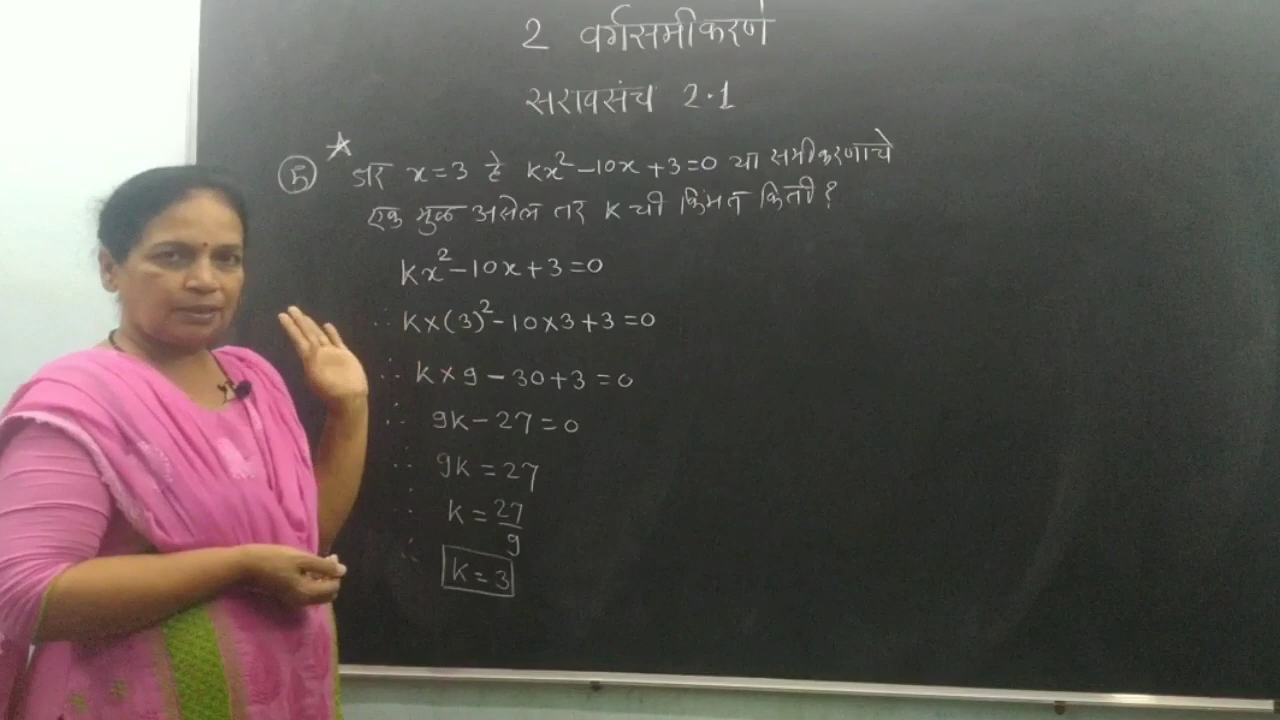 2 वर्गसमीकरणे
सरावसंच 2.1
☆
5 जर x=3 हे kx²-10x+3=0 या समीकरणाचे
एक मुळ असेल तर k ची किंमत किती?
kx²-10x+3=0
∴ k×(3)²-10×3+3=0
∴ k×9-30+3=0
∴ 9k-27=0
∴ 9k=27
∴ k=27/9
∴ k=3